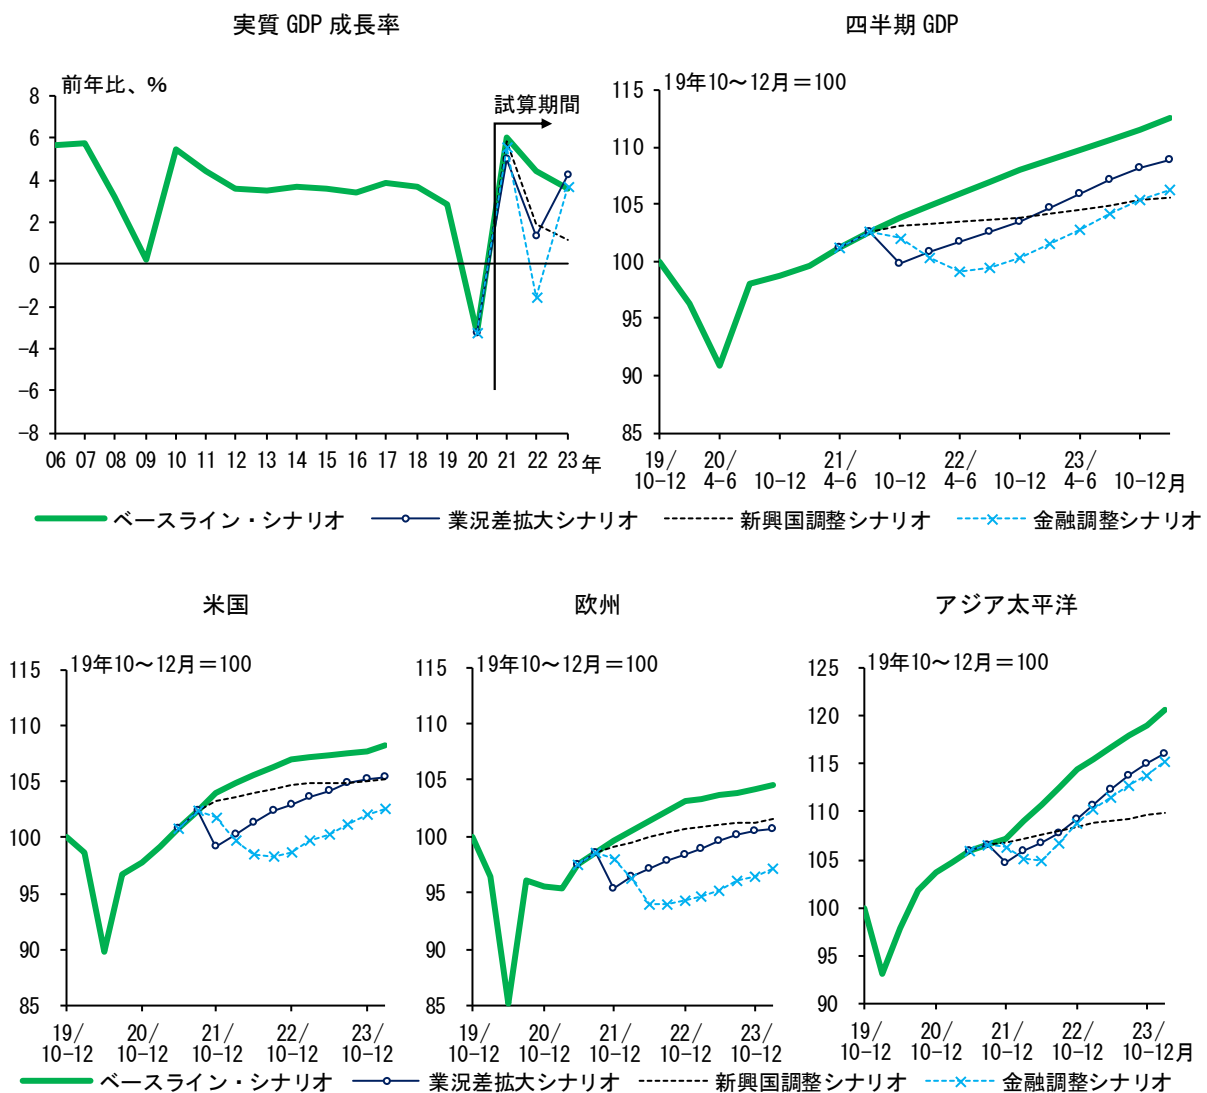 実質 GDP 成長率
前年比、%
試算期間
8
6
4
2
0
−2
−4
−6
−8
06 07 08 09 10 11 12 13 14 15 16 17 18 19 20 21 22 23 年
四半期 GDP
19年10〜12月＝100
115
110
105
100
95
90
85
19/ 20/ 21/ 22/ 23/
10-12 4-6 10-12 4-6 10-12 4-6 10-12 4-6 10-12月
ベースライン・シナリオ 業況差拡大シナリオ 新興国調整シナリオ 金融調整シナリオ
米国
19年10〜12月＝100
115
110
105
100
95
90
85
19/ 20/ 21/ 22/ 23/
10-12 10-12 10-12 10-12 10-12
欧州
19年10〜12月＝100
115
110
105
100
95
90
85
19/ 20/ 21/ 22/ 23/
10-12 10-12 10-12 10-12 10-12
アジア太平洋
19年10〜12月＝100
125
120
115
110
105
100
95
90
19/ 20/ 21/ 22/ 23/
10-12 10-12 10-12 10-12 10-12月
ベースライン・シナリオ 業況差拡大シナリオ 新興国調整シナリオ 金融調整シナリオ